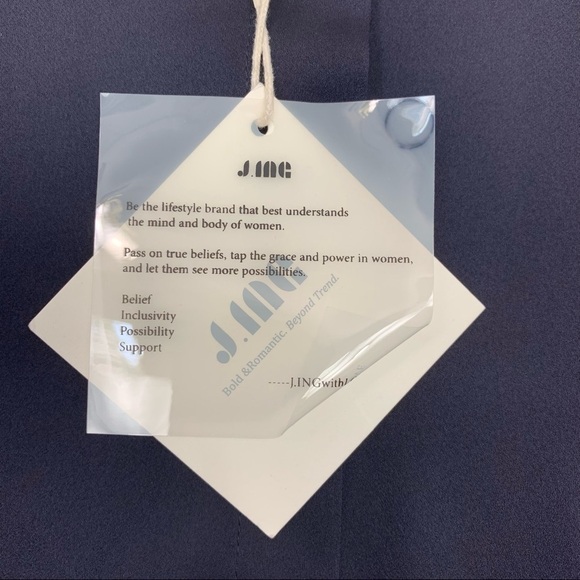 J.ING
Be the lifestyle brand that best understands
the mind and body of women.
Pass on true beliefs, tap the grace and power in women,
and let them see more possibilities.
Belief
Inclusivity
Possibility
Support
-----J.INGwith
J.ING
Bold &Romantic. Beyond Trend.